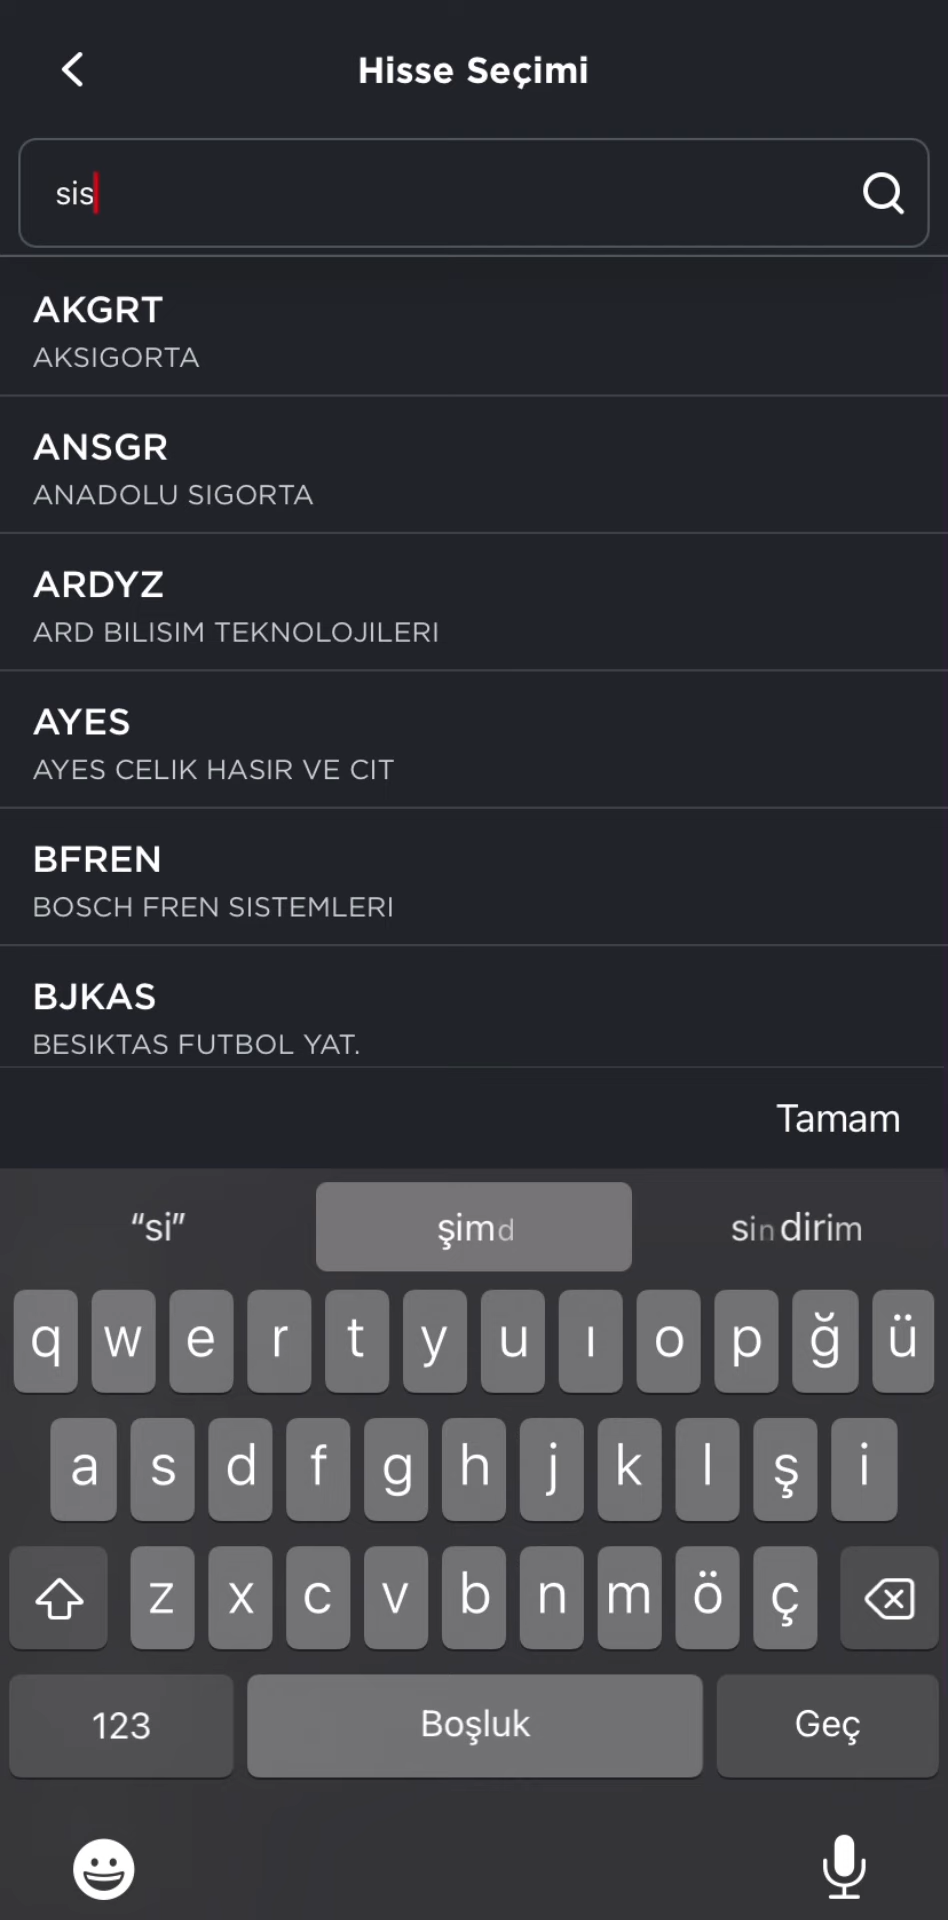 Hisse Seçimi
sis
AKGRT
AKSIGORTA
ANSGR
ANADOLU SIGORTA
ARDYZ
ARD BILISIM TEKNOLOJILERI
AYES
AYES CELIK HASIR VE CIT
BFREN
BOSCH FREN SISTEMLERI
BJKAS
BESIKTAS FUTBOL YAT.
Tamam
“si” şimd sindirim
q w e r t y u ı o p ğ ü
a s d f g h j k l ş i
z x c v b n m ö ç
123 Boşluk Geç